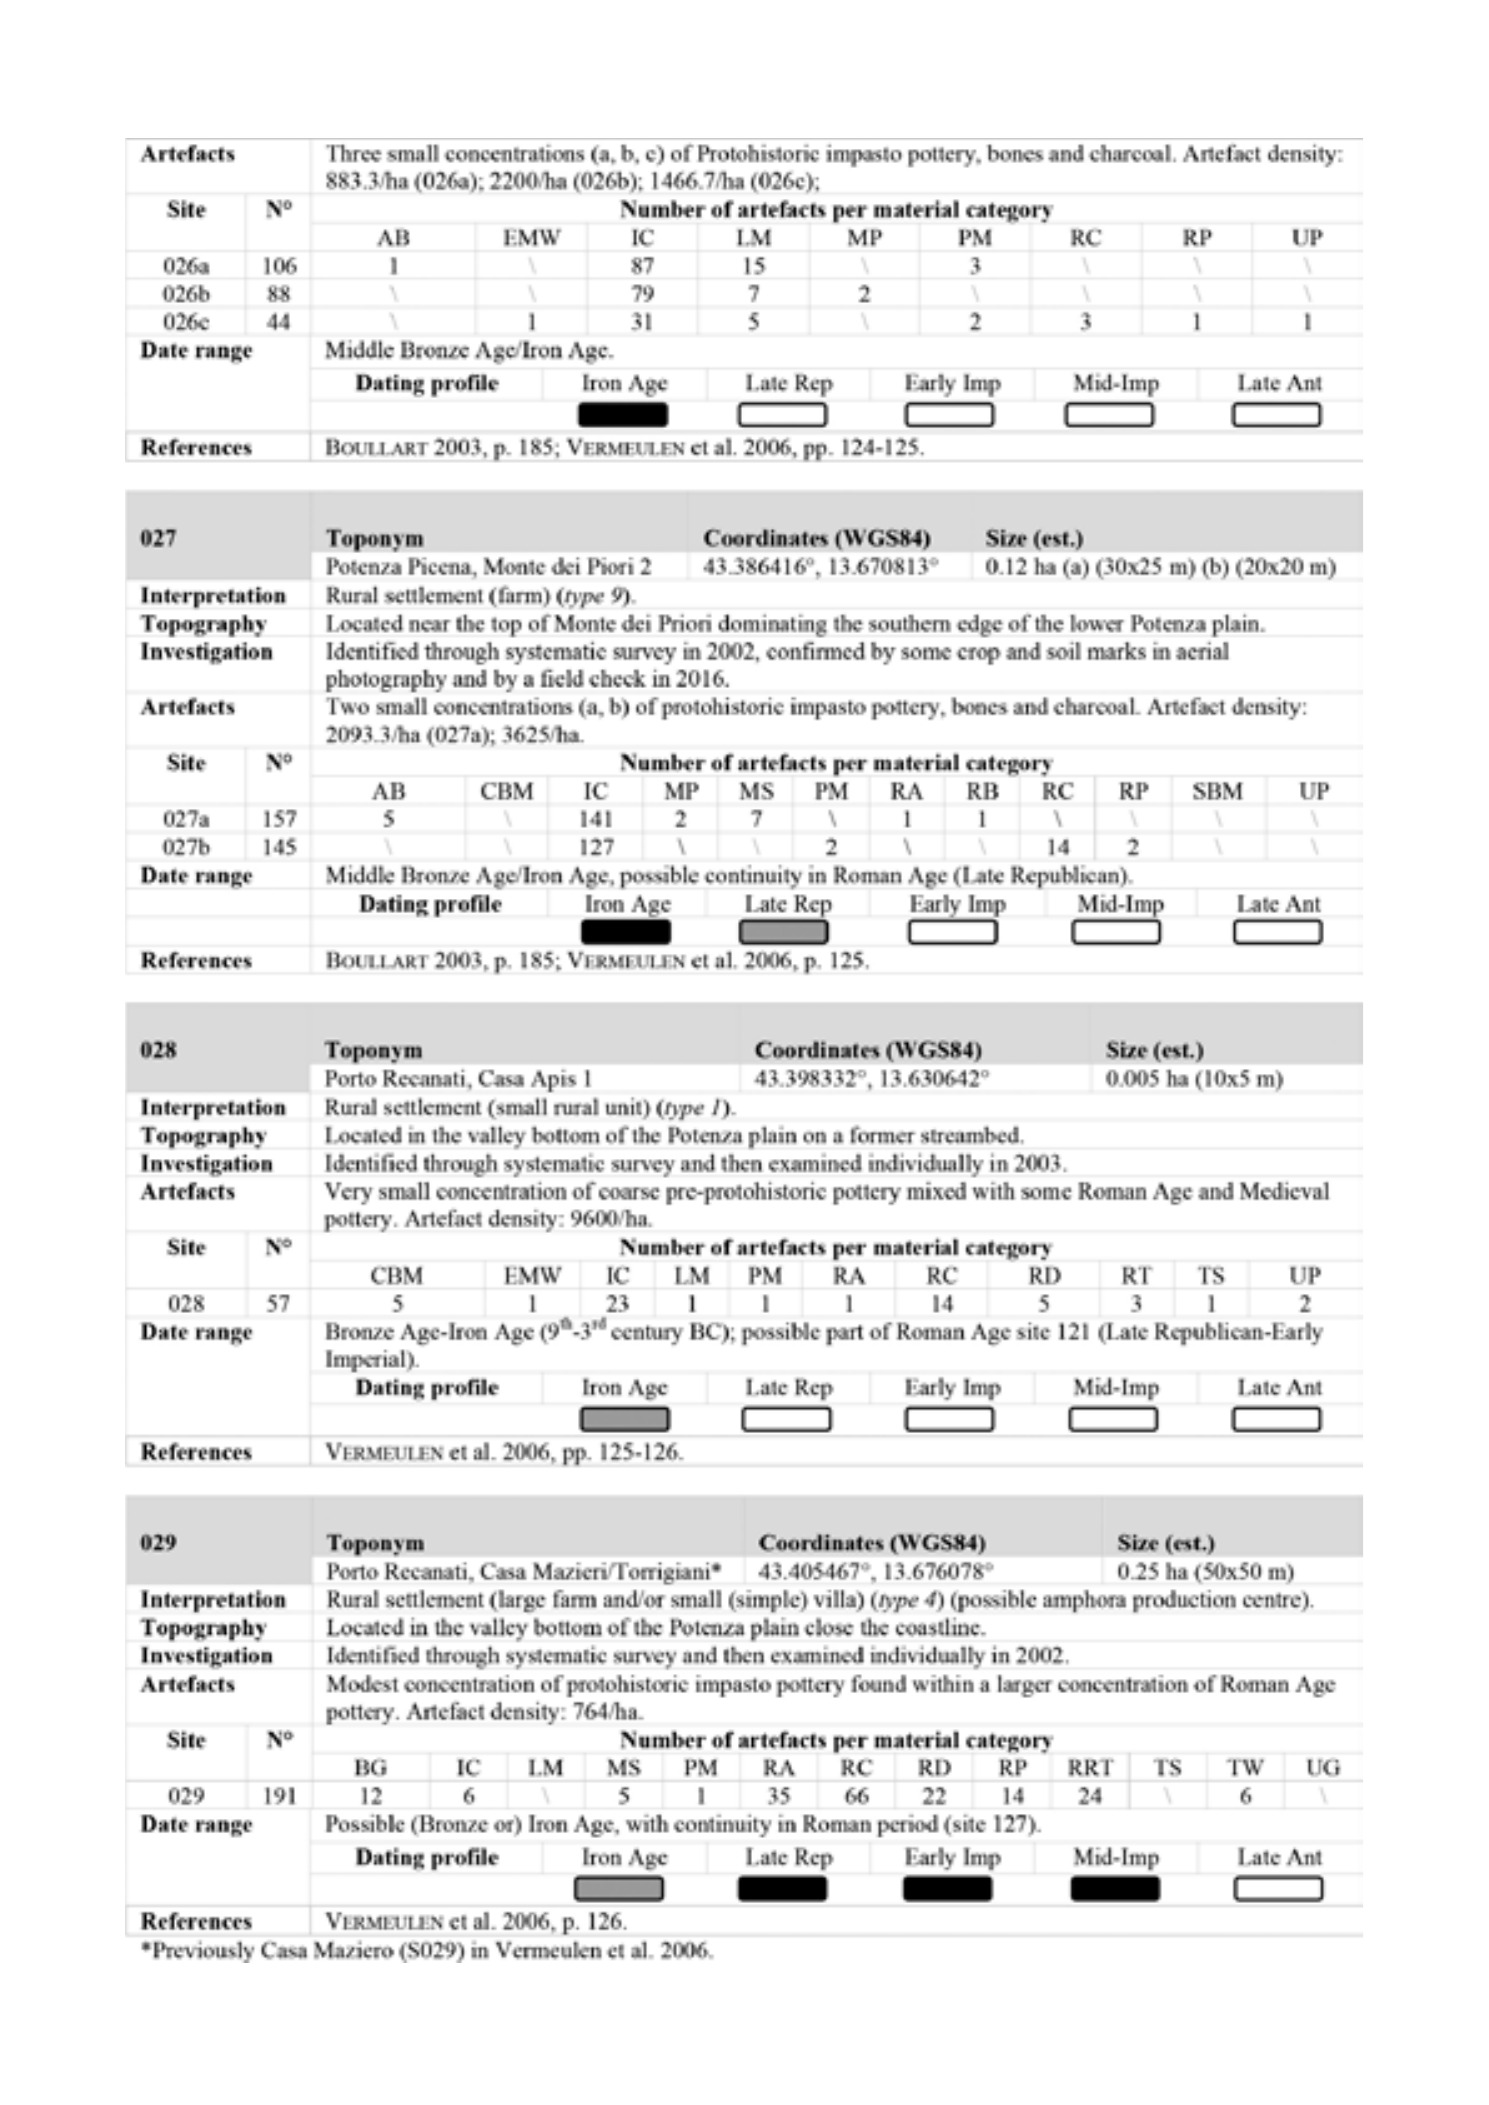 Artefacts Three small concentrations (a, b, c) of Protohistoric impasto pottery, bones and charcoal. Artefact density:
883.3/ha (026a); 2200/ha (026b); 1466.7/ha (026c);
Site N° Number of artefacts per material category
AB EMW IC LM MP PM RC RP UP
026a 106 1 \ 87 15 \ 3 \ \ \
026b 88 \ \ 79 7 2 \ \ \ \
026c 44 \ 1 31 5 \ 2 3 1 1
Date range Middle Bronze Age/Iron Age.
Dating profile Iron Age Late Rep Early Imp Mid-Imp Late Ant
References BOULLART 2003, p. 185; VERMEULEN et al. 2006, pp. 124-125.
027 Toponym Coordinates (WGS84) Size (est.)
Potenza Picena, Monte dei Piori 2 43.386416°, 13.670813° 0.12 ha (a) (30x25 m) (b) (20x20 m)
Interpretation Rural settlement (farm) (type 9).
Topography Located near the top of Monte dei Priori dominating the southern edge of the lower Potenza plain.
Investigation Identified through systematic survey in 2002, confirmed by some crop and soil marks in aerial
photography and by a field check in 2016.
Artefacts Two small concentrations (a, b) of protohistoric impasto pottery, bones and charcoal. Artefact density:
2093.3/ha (027a); 3625/ha.
Site N° Number of artefacts per material category
AB CBM IC MP MS PM RA RB RC RP SBM UP
027a 157 5 \ 141 2 7 \ 1 1 \ \ \ \
027b 145 \ \ 127 \ \ 2 \ \ 14 2 \ \
Date range Middle Bronze Age/Iron Age, possible continuity in Roman Age (Late Republican).
Dating profile Iron Age Late Rep Early Imp Mid-Imp Late Ant
References BOULLART 2003, p. 185; VERMEULEN et al. 2006, p. 125.
028 Toponym Coordinates (WGS84) Size (est.)
Porto Recanati, Casa Apis 1 43.398332°, 13.630642° 0.005 ha (10x5 m)
Interpretation Rural settlement (small rural unit) (type 1).
Topography Located in the valley bottom of the Potenza plain on a former streambed.
Investigation Identified through systematic survey and then examined individually in 2003.
Artefacts Very small concentration of coarse pre-protohistoric pottery mixed with some Roman Age and Medieval
pottery. Artefact density: 9600/ha.
Site N° Number of artefacts per material category
CBM EMW IC LM PM RA RC RD RT TS UP
028 57 5 1 23 1 1 1 14 5 3 1 2
Date range Bronze Age-Iron Age (9th-3rd century BC); possible part of Roman Age site 121 (Late Republican-Early
Imperial).
Dating profile Iron Age Late Rep Early Imp Mid-Imp Late Ant
References VERMEULEN et al. 2006, pp. 125-126.
029 Toponym Coordinates (WGS84) Size (est.)
Porto Recanati, Casa Mazieri/Torrigiani* 43.405467°, 13.676078° 0.25 ha (50x50 m)
Interpretation Rural settlement (large farm and/or small (simple) villa) (type 4) (possible amphora production centre).
Topography Located in the valley bottom of the Potenza plain close the coastline.
Investigation Identified through systematic survey and then examined individually in 2002.
Artefacts Modest concentration of protohistoric impasto pottery found within a larger concentration of Roman Age
pottery. Artefact density: 764/ha.
Site N° Number of artefacts per material category
BG IC LM MS PM RA RC RD RP RRT TS TW UG
029 191 12 6 \ 5 1 35 66 22 14 24 \ 6 \
Date range Possible (Bronze or) Iron Age, with continuity in Roman period (site 127).
Dating profile Iron Age Late Rep Early Imp Mid-Imp Late Ant
References VERMEULEN et al. 2006, p. 126.
*Previously Casa Maziero (S029) in Vermeulen et al. 2006.